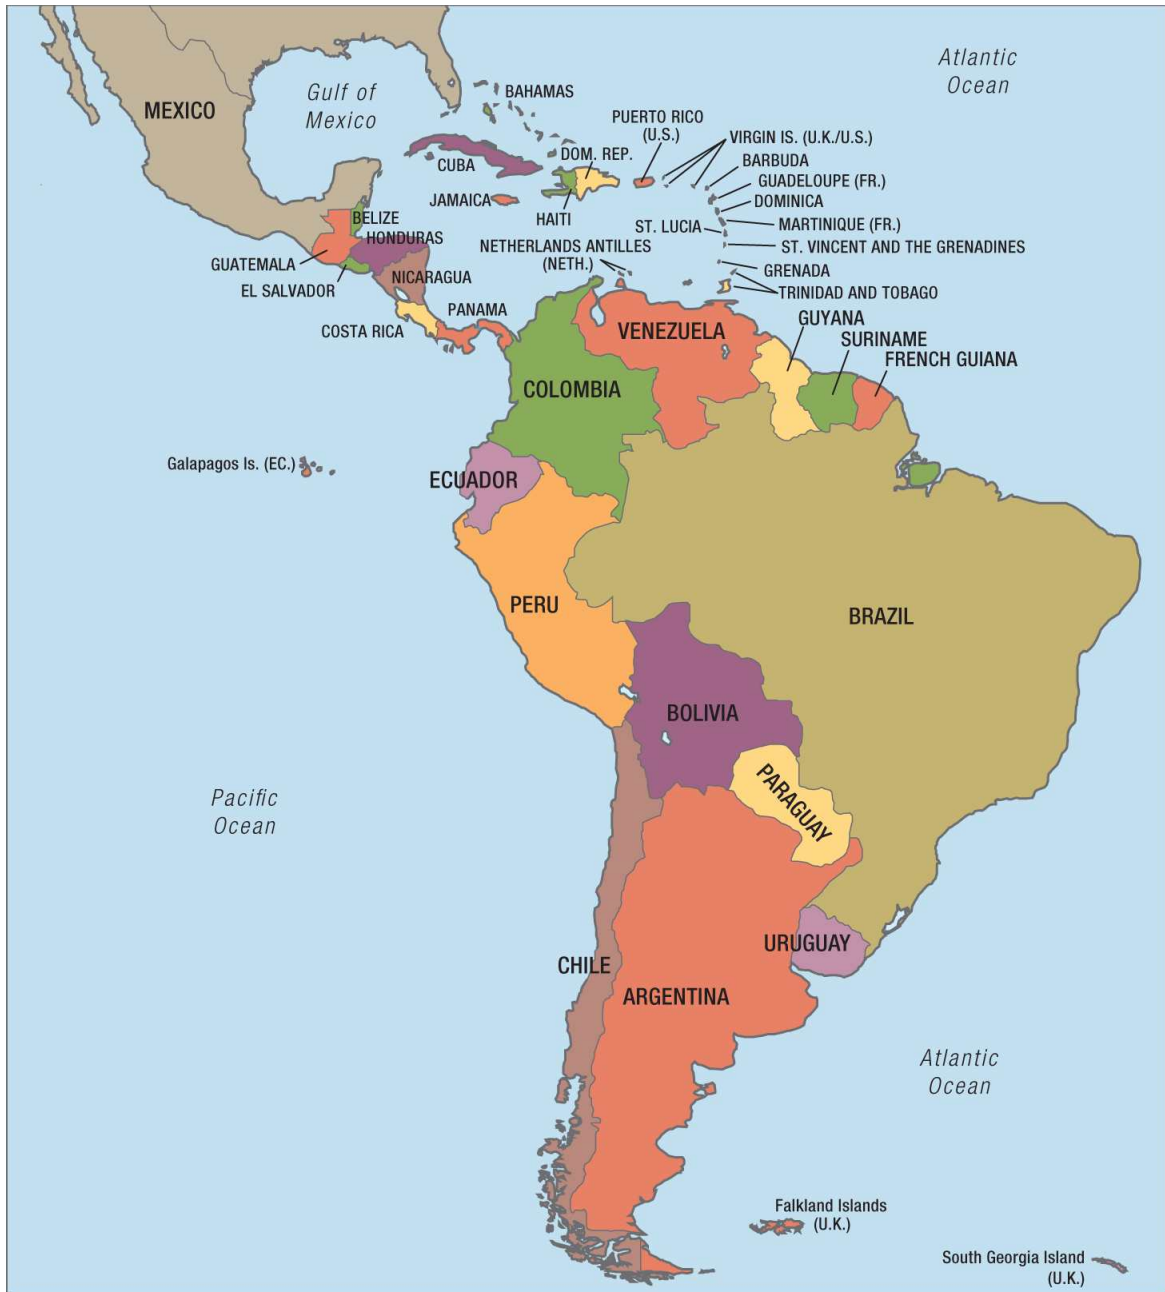 Atlantic
Ocean
Gulf of
Mexico
MEXICO
BAHAMAS
PUERTO RICO
(U.S.)
VIRGIN IS. (U.K./U.S.)
CUBA
DOM. REP.
BARBUDA
GUADELOUPE (FR.)
JAMAICA
DOMINICA
HAITI
BELIZE
MARTINIQUE (FR.)
ST. LUCIA
HONDURAS
ST. VINCENT AND THE GRENADINES
NETHERLANDS ANTILLES
(NETH.)
GUATEMALA
NICARAGUA
GRENADA
EL SALVADOR
TRINIDAD AND TOBAGO
PANAMA
COSTA RICA
GUYANA
VENEZUELA
SURINAME
FRENCH GUIANA
COLOMBIA
Galapagos Is. (EC.)
ECUADOR
PERU
BRAZIL
BOLIVIA
PARAGUAY
Pacific
Ocean
URUGUAY
CHILE
ARGENTINA
Atlantic
Ocean
Falkland Islands
(U.K.)
South Georgia Island
(U.K.)